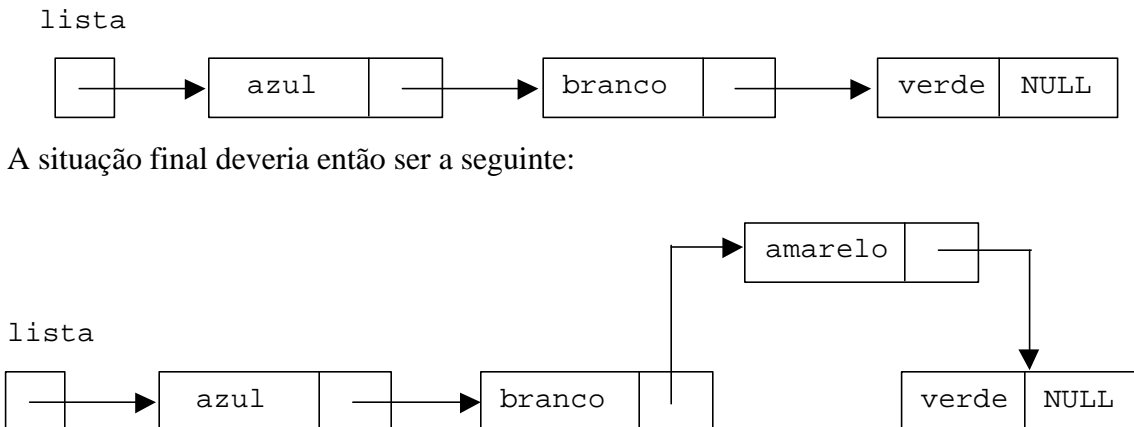 lista
azul branco verde NULL
A situação final deveria então ser a seguinte:
amarelo
lista
azul branco verde NULL